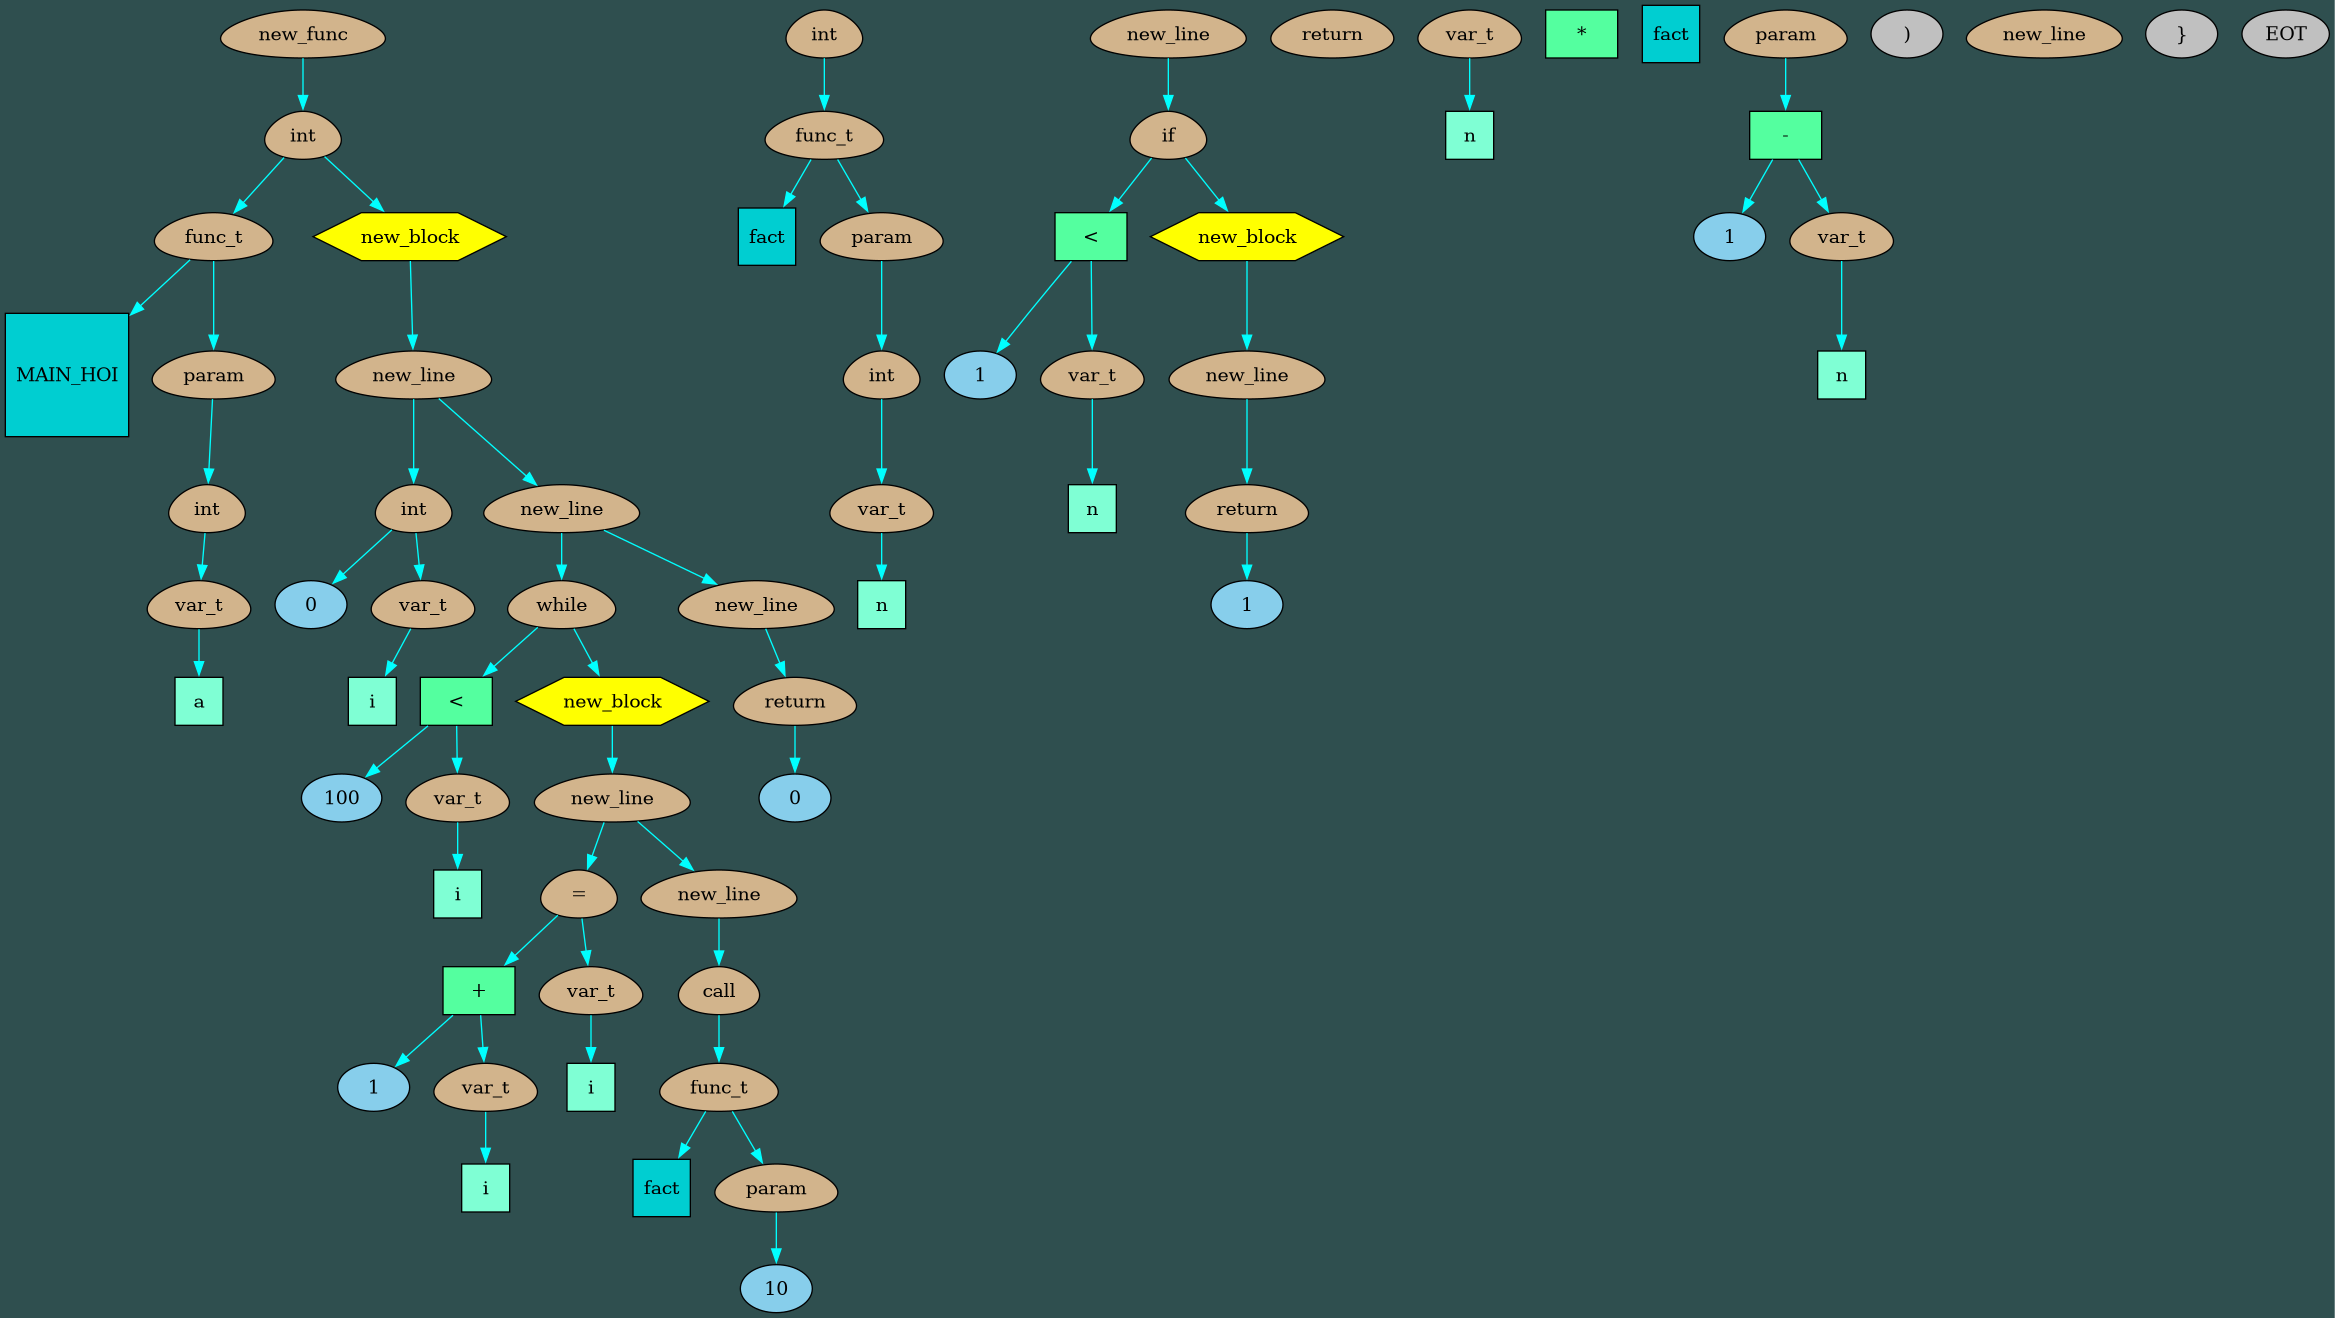 new_func int new_line return var_t * fact param ) new_line } EOT
int func_t if n -
func_t new_block fact param < new_block 1 var_t
MAIN_HOI param new_line int 1 var_t new_line n
int int new_line var_t n return
var_t 0 var_t while new_line n 1
a i < new_block return
100 var_t new_line 0
i = new_line
+ var_t call
1 var_t i func_t
i fact param
10